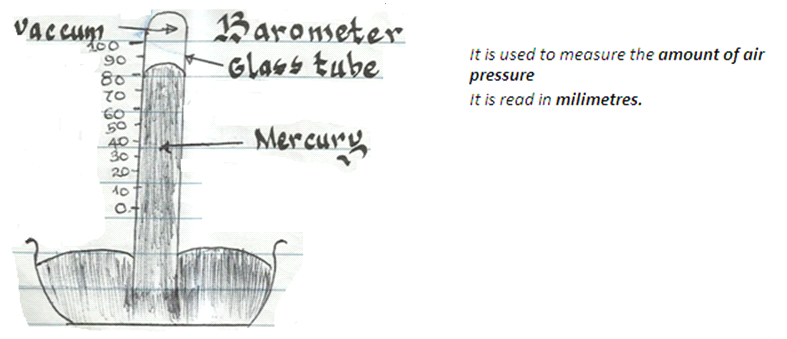 Vaccum
Barometer
100
90
Glass tube
80
70
60
50
40
Mercury
30
20
10
0
It is used to measure the amount of air
pressure
It is read in milimetres.